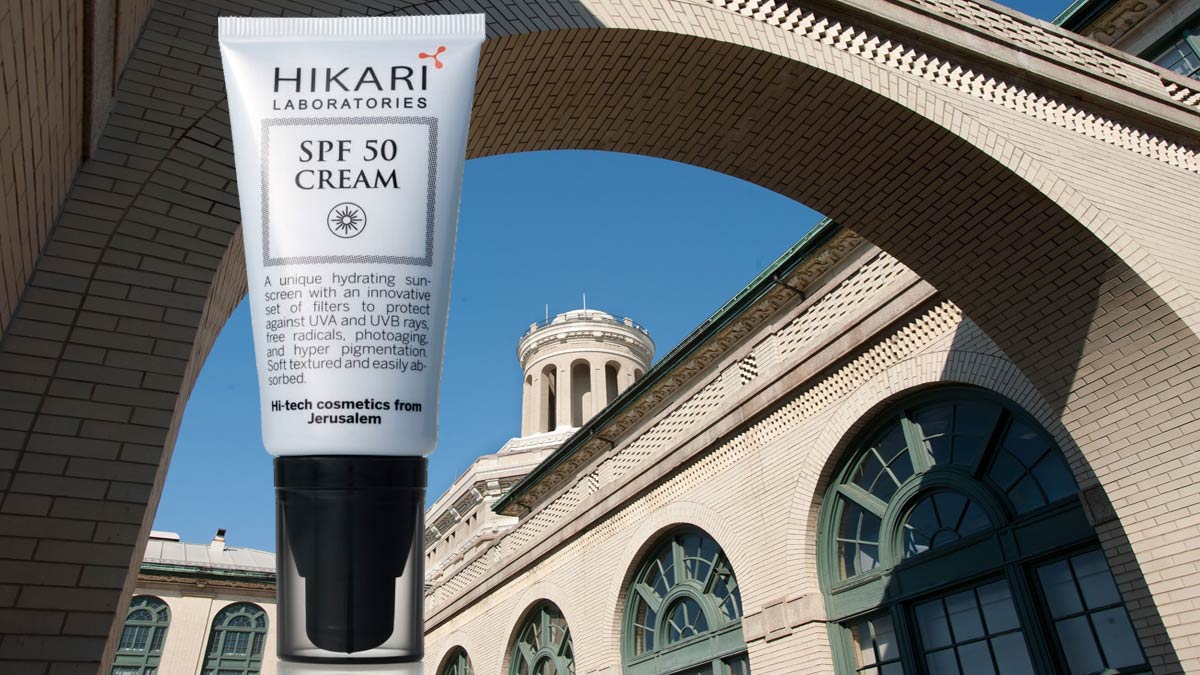 HIKARI
LABORATORIES
SPF 50
CREAM
A unique hydrating sun-
screen with an innovative
set of filters to protect
against UVA and UVB rays,
free radicals, photoaging,
and hyper pigmentation.
Soft textured and easily ab-
sorbed.
Hi-tech cosmetics from
Jerusalem